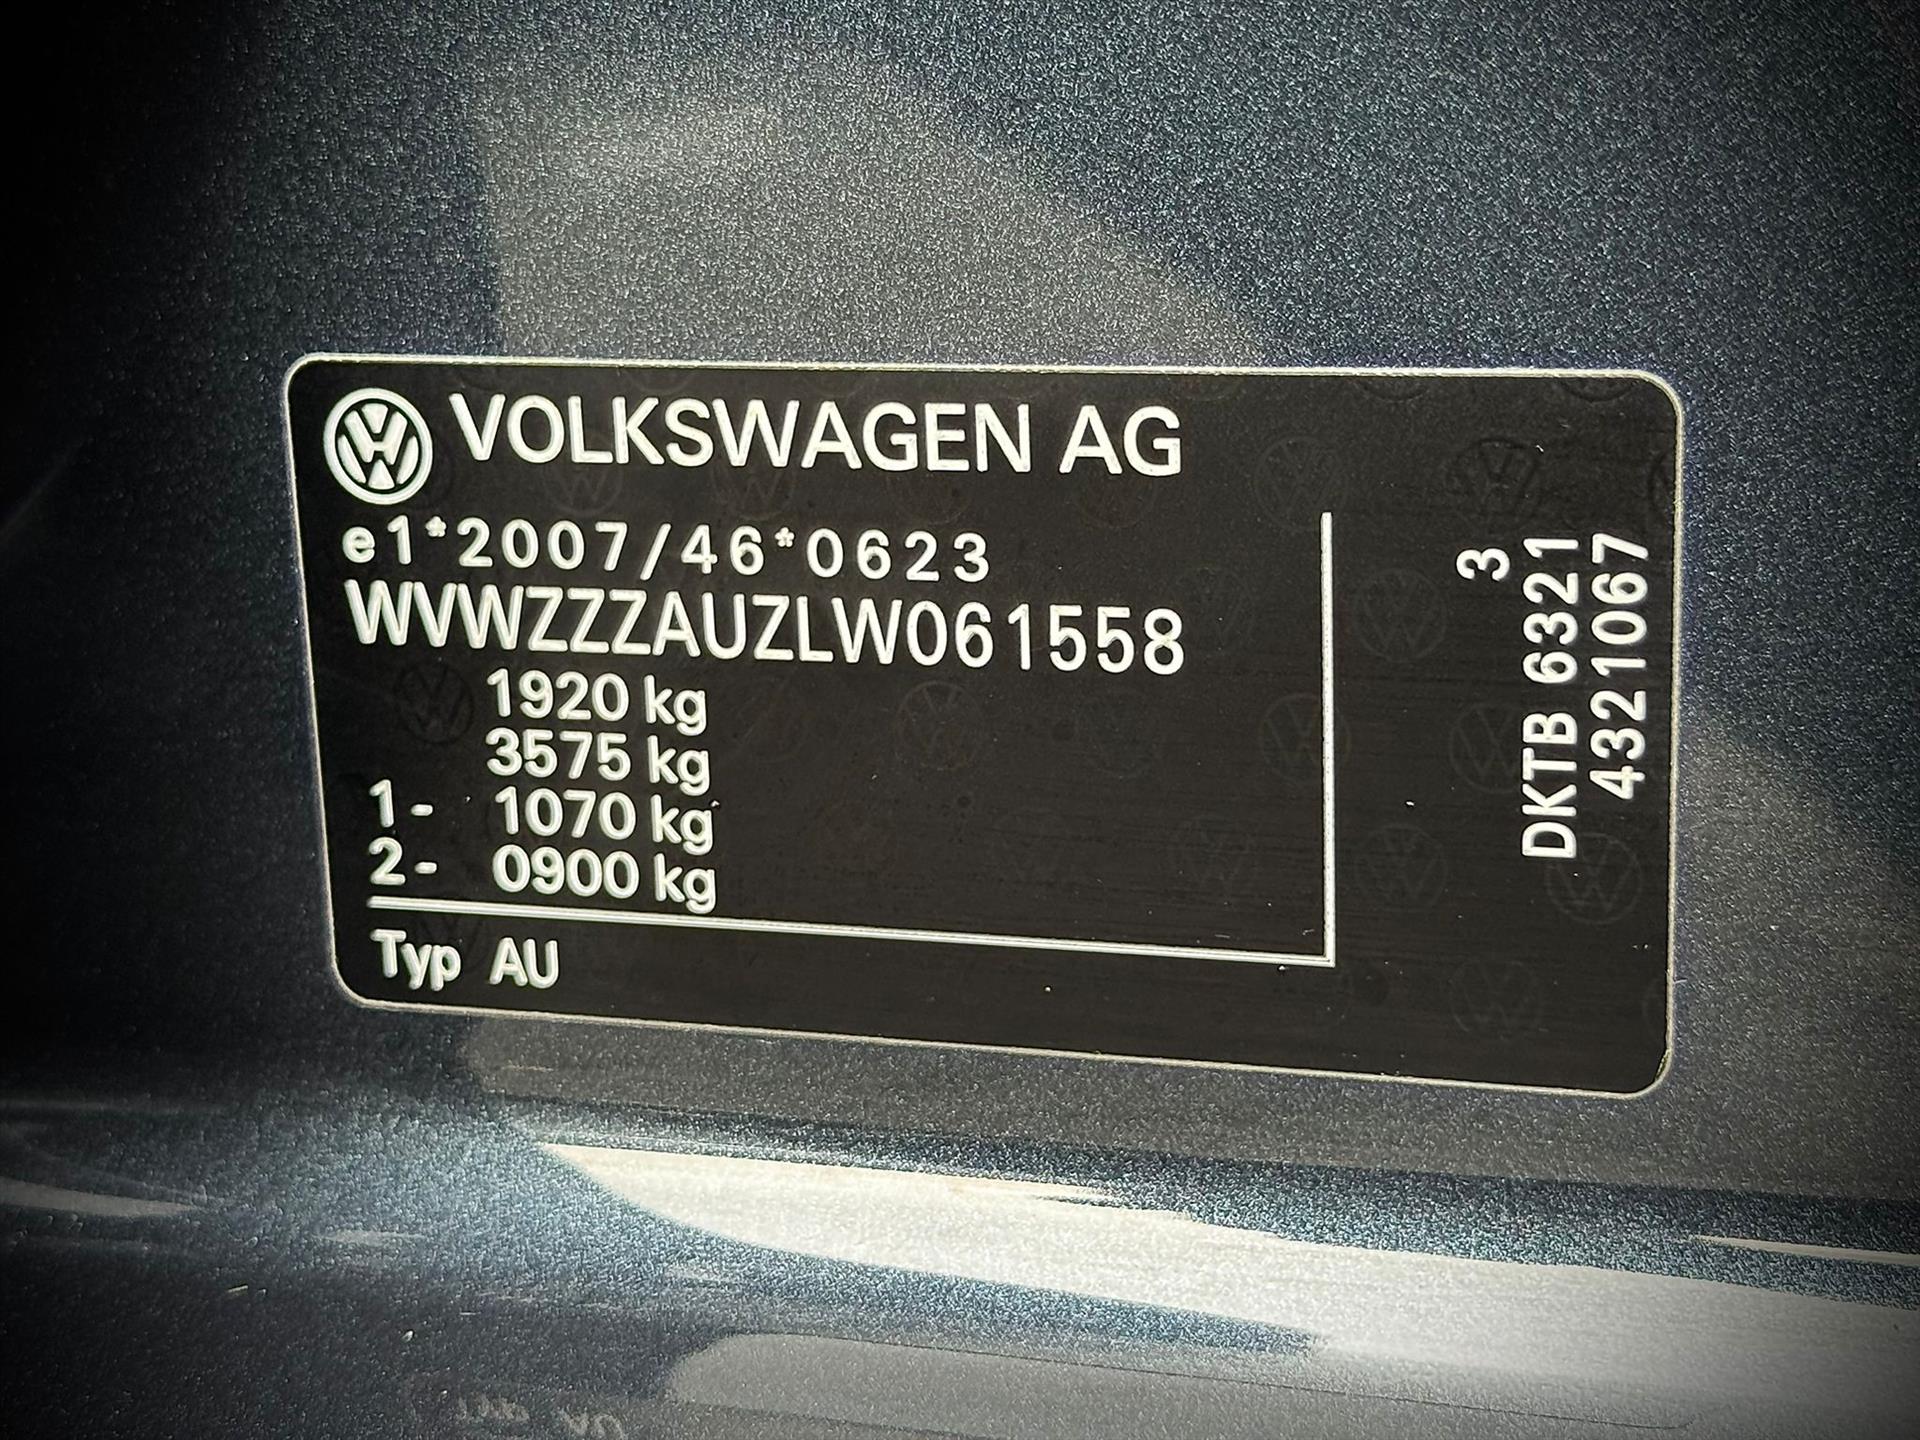 VOLKSWAGEN AG
e1*2007/46*0623
WVWZZZAUZLW061558
1920 kg
3575 kg
1- 1070 kg
2- 0900 kg
Typ AU
3
DKTB 6321
4321067